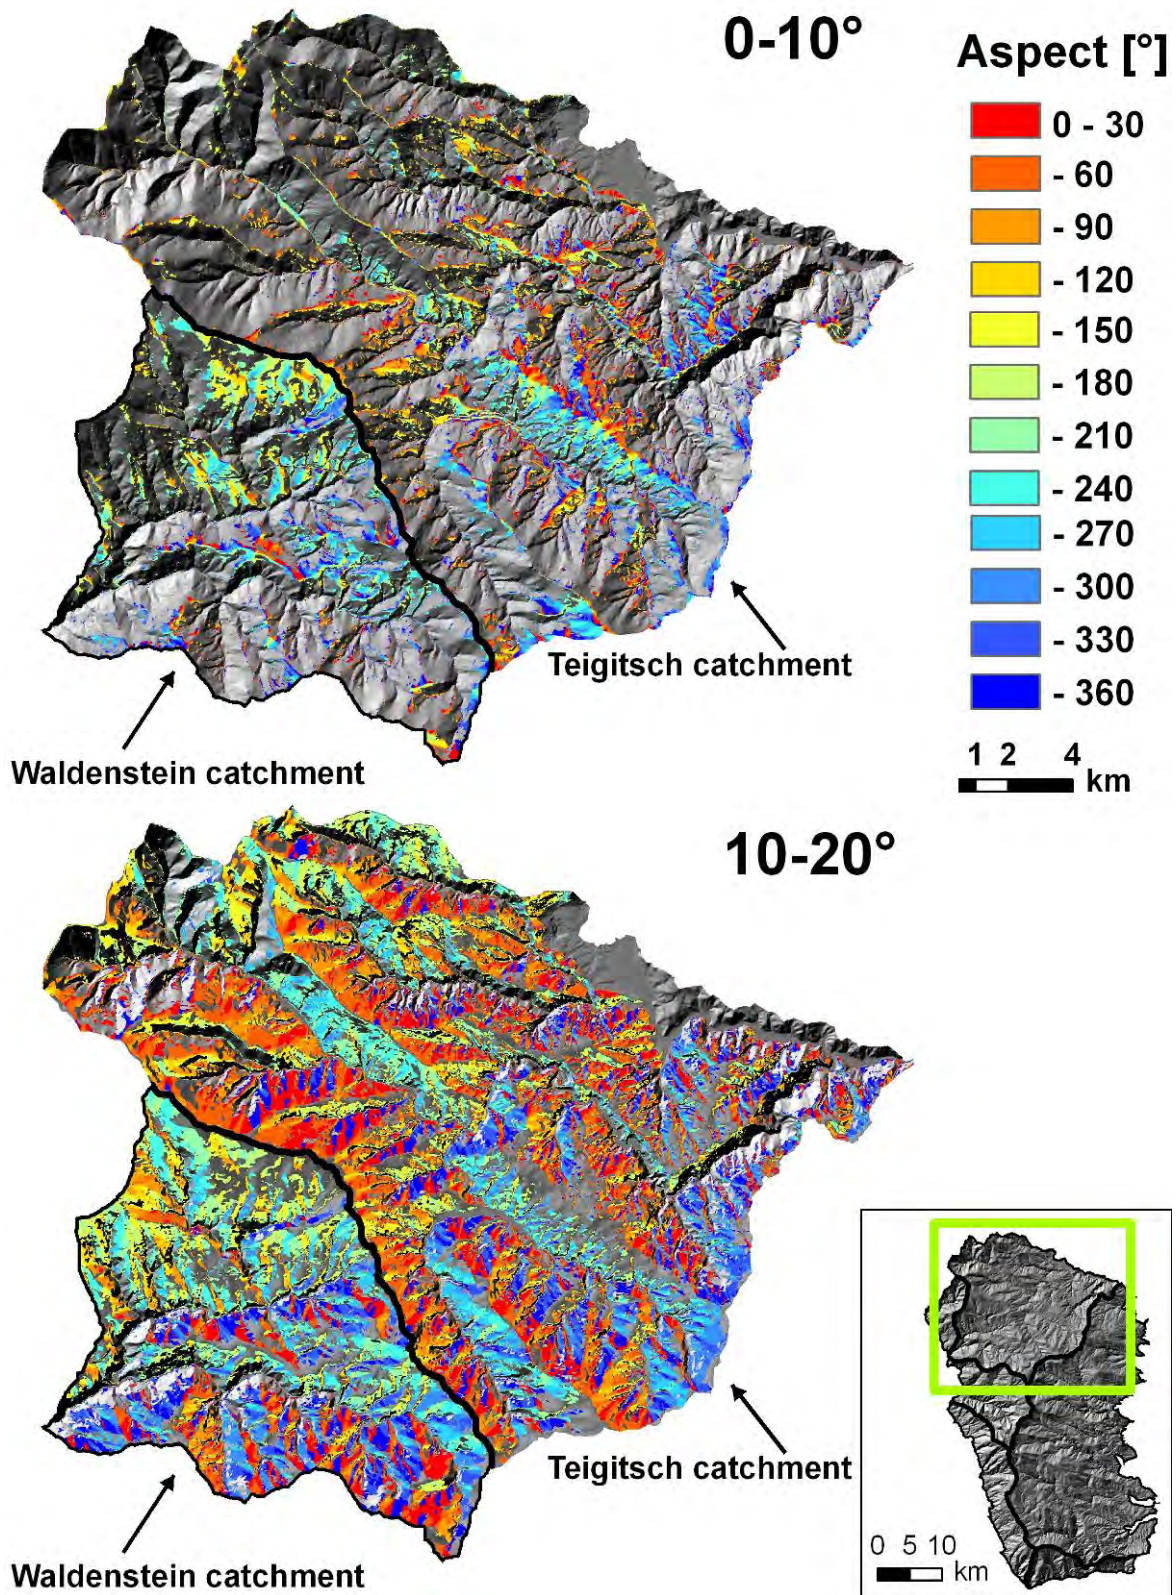 0-10°
Aspect [°]
0 - 30
- 60
- 90
- 120
- 150
- 180
- 210
- 240
- 270
- 300
- 330
- 360
1 2 4
km
Teigitsch catchment
Waldenstein catchment
10-20°
Teigitsch catchment
Waldenstein catchment
0 5 10
km